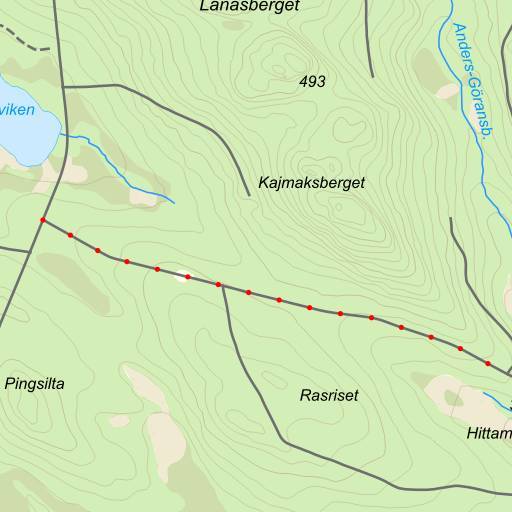 Lanasberget
Anders-Göransb.
493
viken
Kajmaksberget
Pingsilta
Rasriset
Hittam